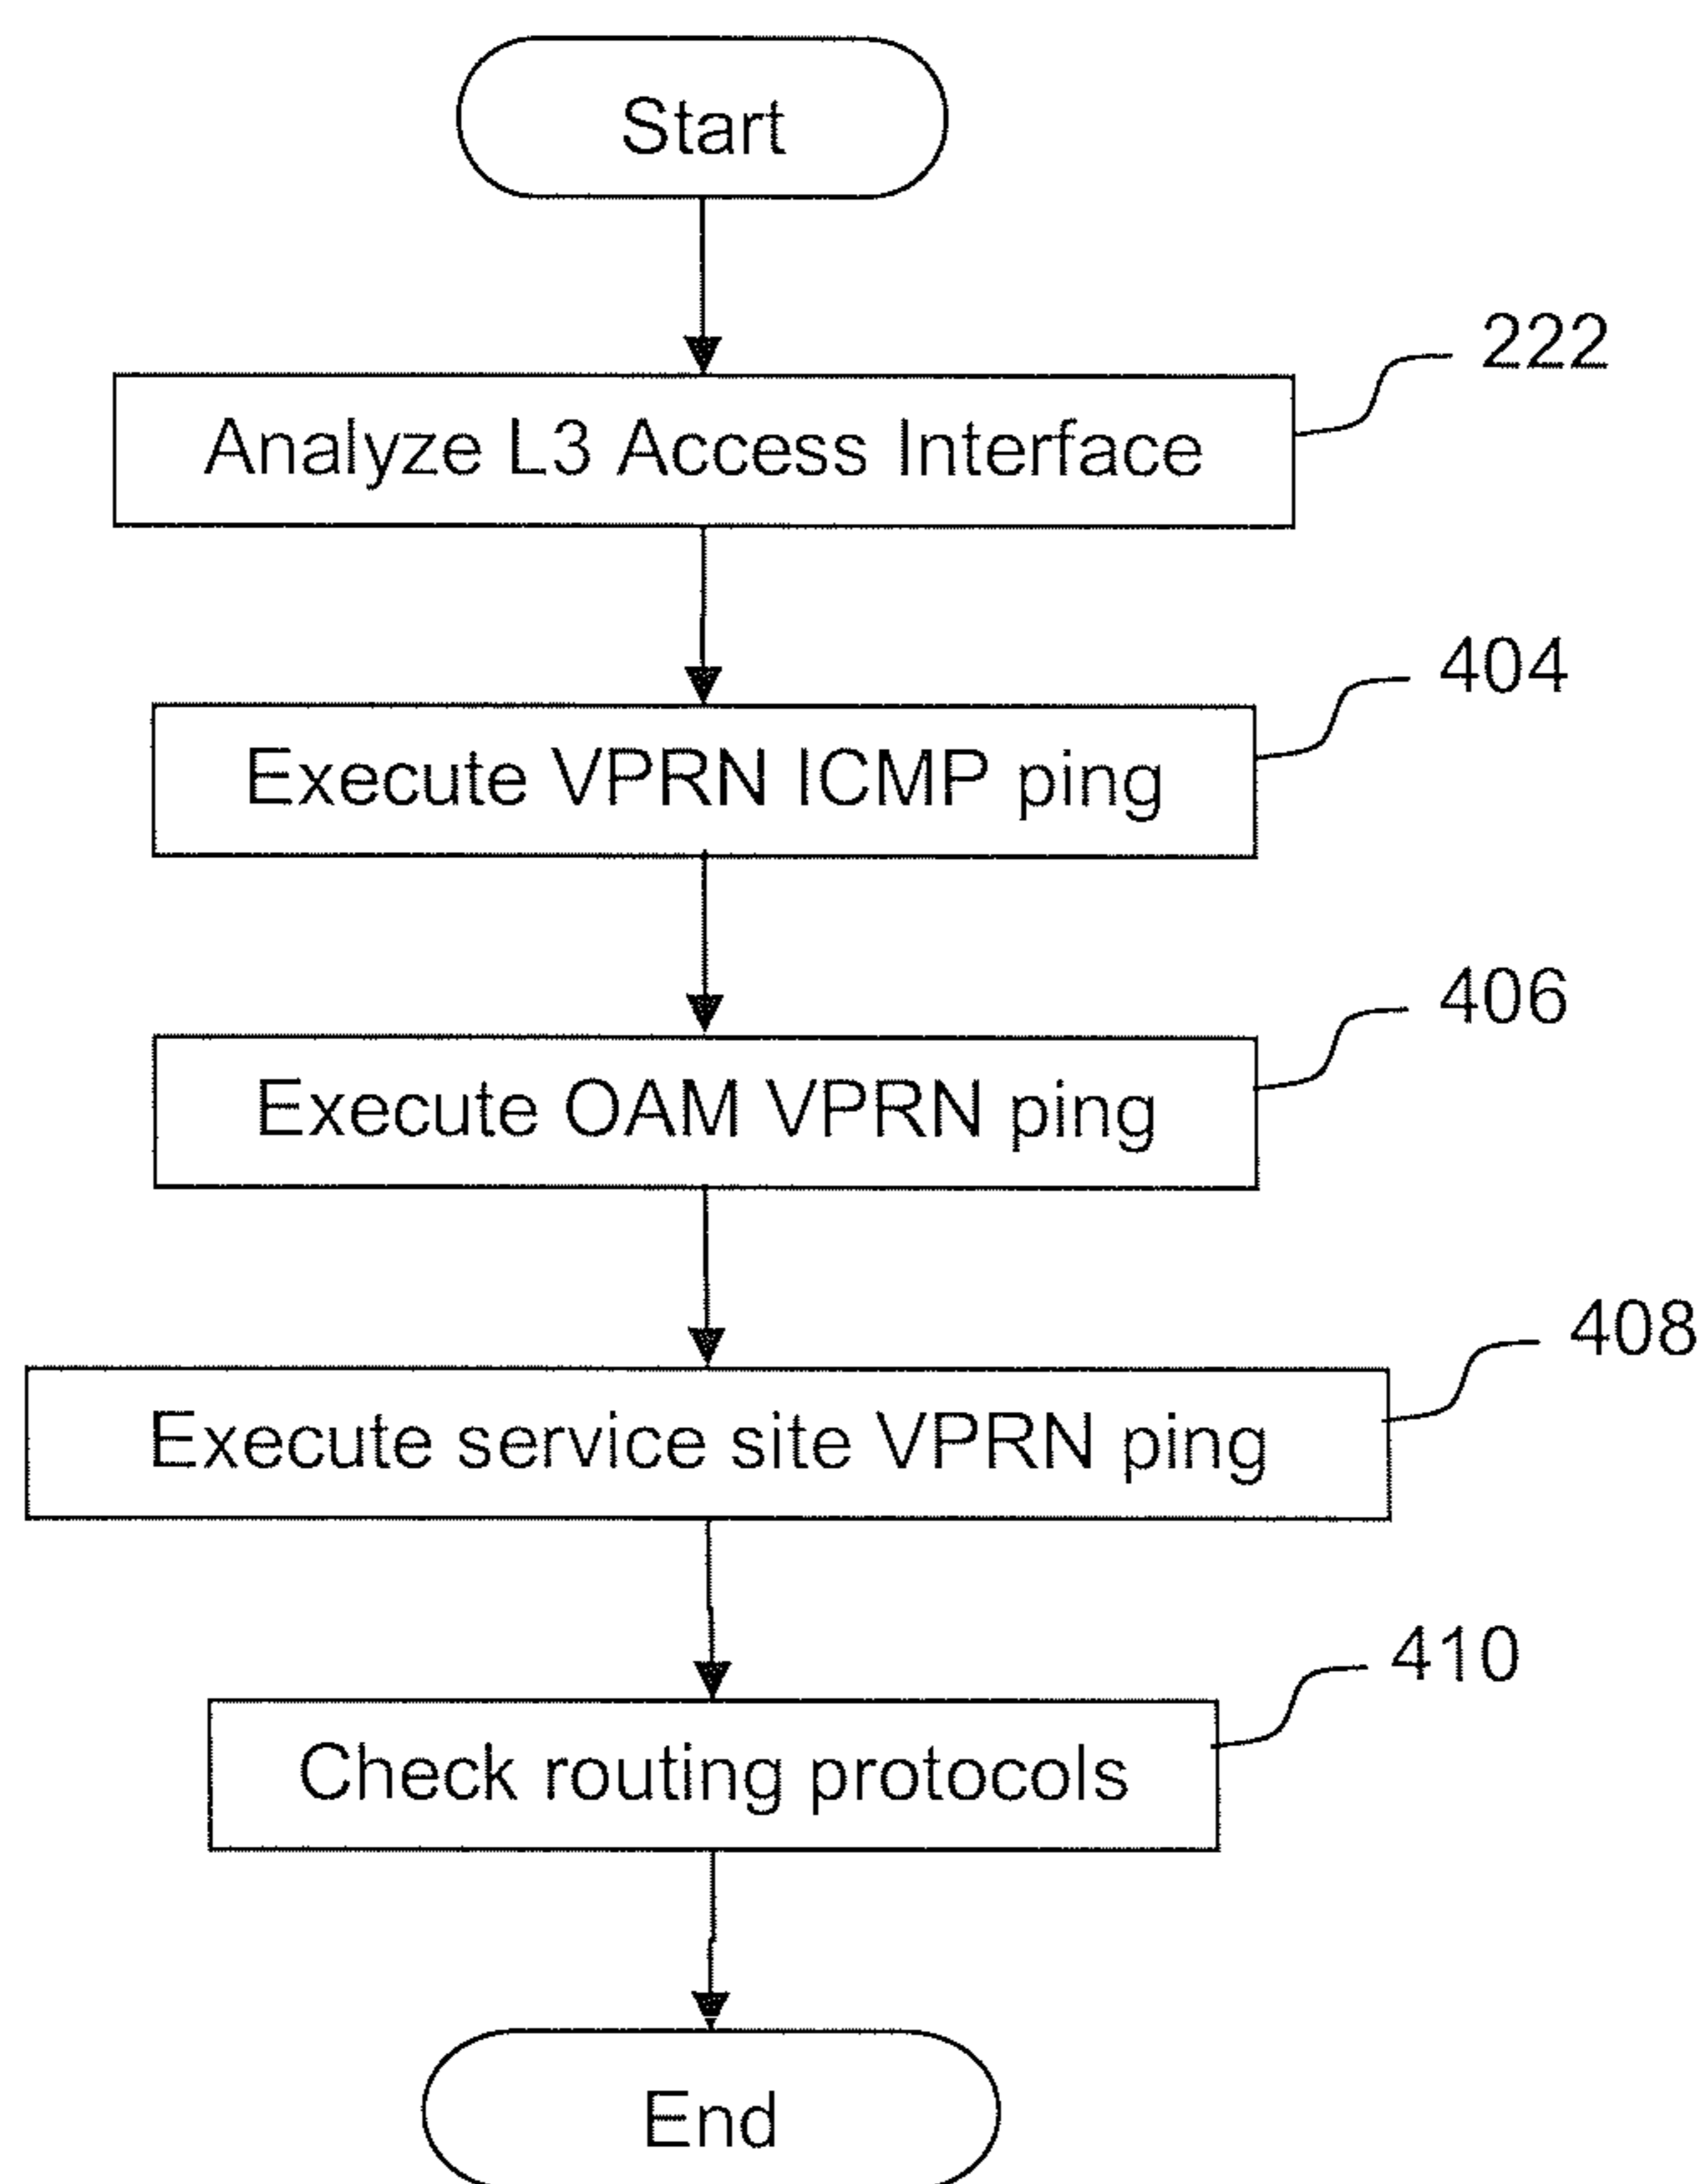 Start
222
Analyze L3 Access Interface
404
Execute VPRN ICMP ping
406
Execute OAM VPRN ping
408
Execute service site VPRN ping
410
Check routing protocols
End